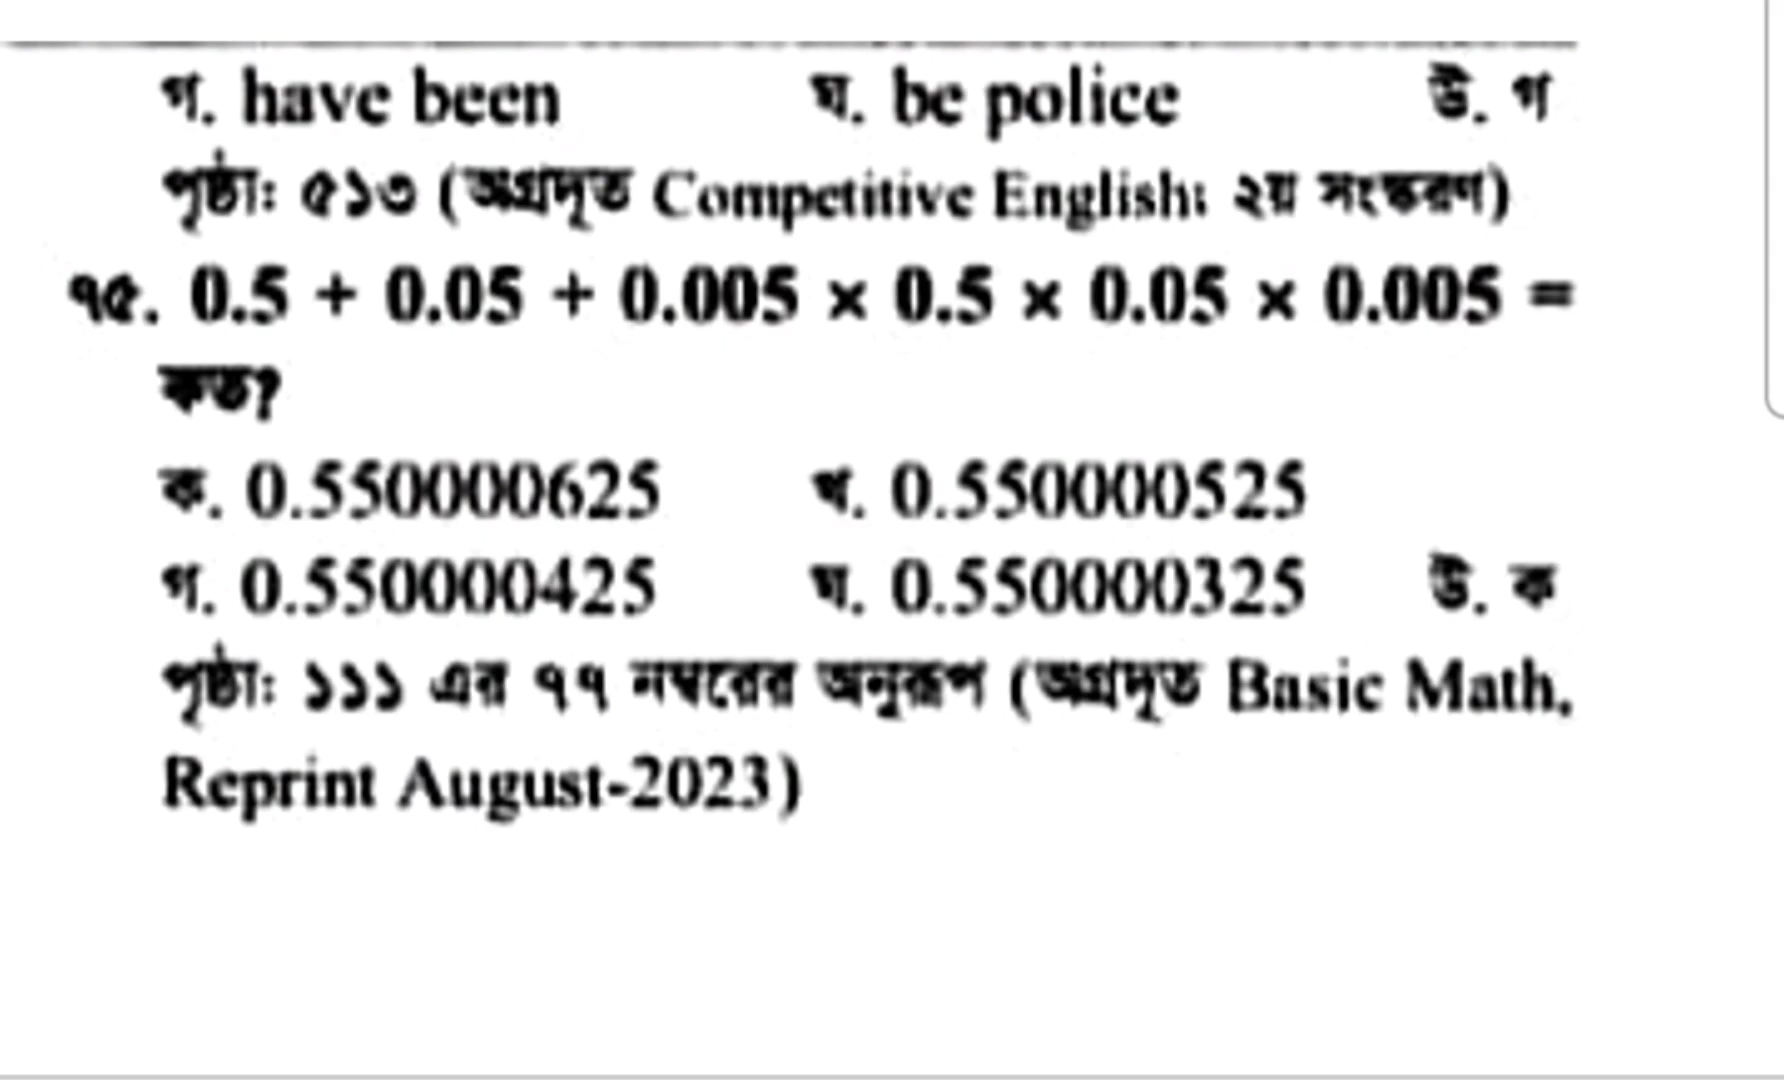 গ. have been ঘ. be police উ. গ
পৃষ্ঠা: ৫১৩ (অগ্রদূত Competitive English: ২য় সংস্করণ)
৭৫. 0.5 + 0.05 + 0.005 × 0.5 × 0.05 × 0.005 =
কত?
ক. 0.550000625 খ. 0.550000525
গ. 0.550000425 ঘ. 0.550000325 উ. ক
পৃষ্ঠা: ১১১ এর ৭৭ নম্বরের অনুরূপ (অগ্রদূত Basic Math,
Reprint August-2023)